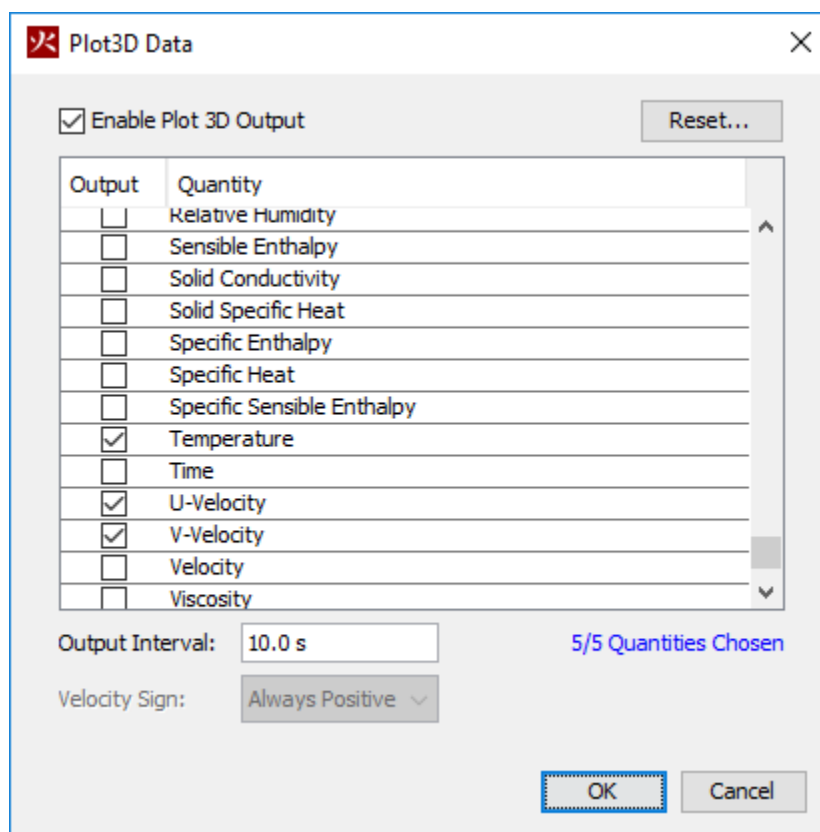 火 Plot3D Data
Enable Plot 3D Output Reset...
Output Quantity
Relative Humidity
Sensible Enthalpy
Solid Conductivity
Solid Specific Heat
Specific Enthalpy
Specific Heat
Specific Sensible Enthalpy
Temperature
Time
U-Velocity
V-Velocity
Velocity
Viscosity
Output Interval: 10.0 s 5/5 Quantities Chosen
Velocity Sign: Always Positive
OK Cancel